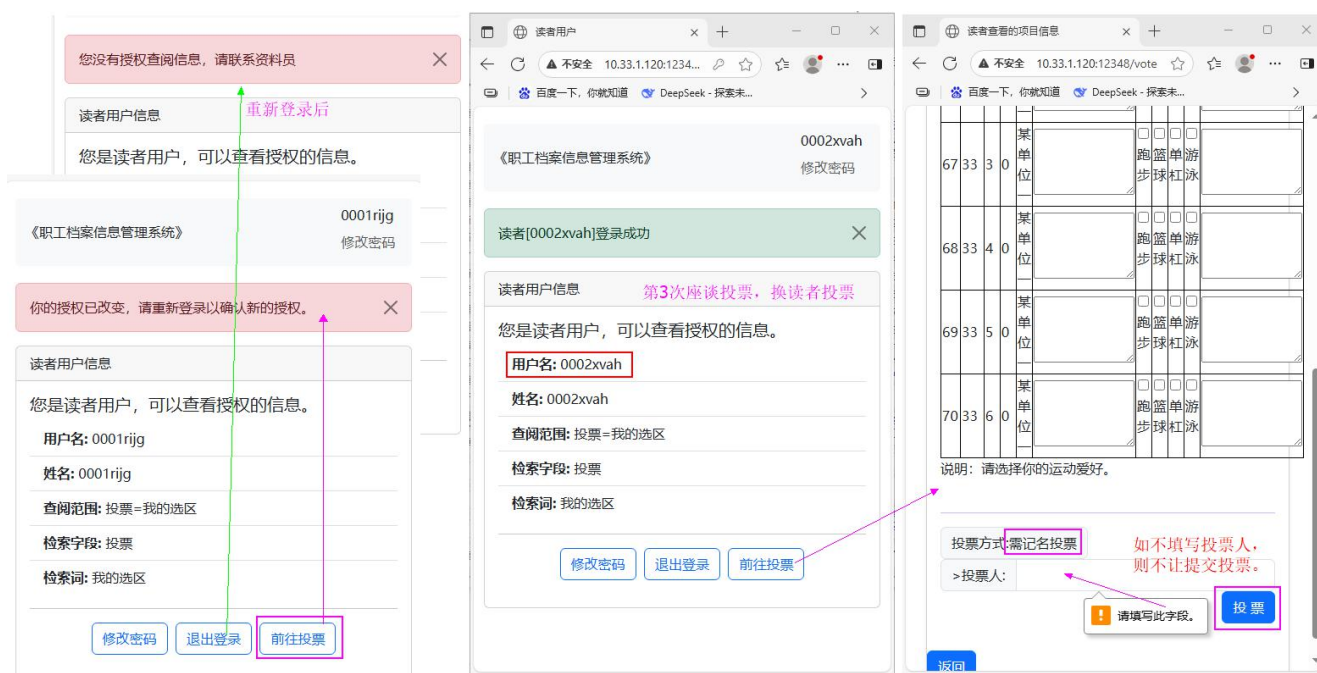 您没有授权查阅信息，请联系资料员
重新登录后
读者用户信息
您是读者用户，可以查看授权的信息。
《职工档案信息管理系统》
0001rijg
修改密码
你的授权已改变，请重新登录以确认新的授权。
读者用户信息
您是读者用户，可以查看授权的信息。
用户名: 0001rijg
姓名: 0001rijg
查阅范围: 投票=我的选区
检索字段: 投票
检索词: 我的选区
修改密码 退出登录 前往投票
读者用户
不安全 10.33.1.120:1234...
百度一下，你就知道 DeepSeek - 探索未...
《职工档案信息管理系统》
0002xvah
修改密码
读者[0002xvah]登录成功
读者用户信息
第3次座谈投票，换读者投票
您是读者用户，可以查看授权的信息。
用户名: 0002xvah
姓名: 0002xvah
查阅范围: 投票=我的选区
检索字段: 投票
检索词: 我的选区
修改密码 退出登录 前往投票
读者查看的项目信息
不安全 10.33.1.120:12348/vote
百度一下，你就知道 DeepSeek - 探索未...
67 33 3 0 某单位 跑步 篮球 单杠 游泳
68 33 4 0 某单位 跑步 篮球 单杠 游泳
69 33 5 0 某单位 跑步 篮球 单杠 游泳
70 33 6 0 某单位 跑步 篮球 单杠 游泳
说明：请选择你的运动爱好。
投票方式:需记名投票
如不填写投票人，
则不让提交投票。
>投票人:
请填写此字段。
投 票
返回